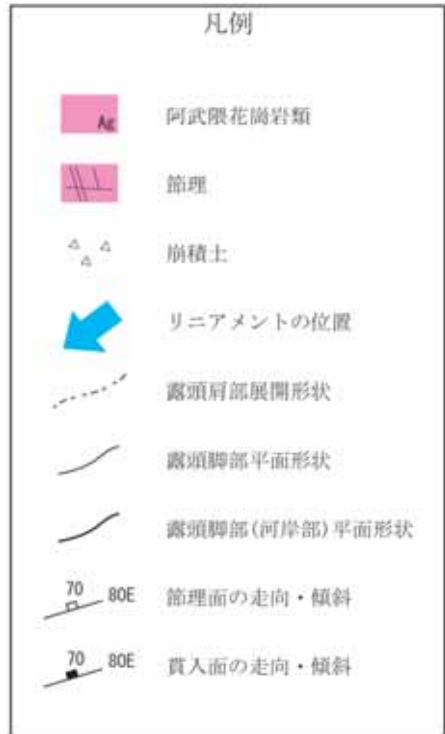 凡例
Ag 阿武隈花崗岩類
節理
崩積土
リニアメントの位置
露頭肩部展開形状
露頭脚部平面形状
露頭脚部(河岸部)平面形状
70 80E 節理面の走向・傾斜
70 80E 貫入面の走向・傾斜